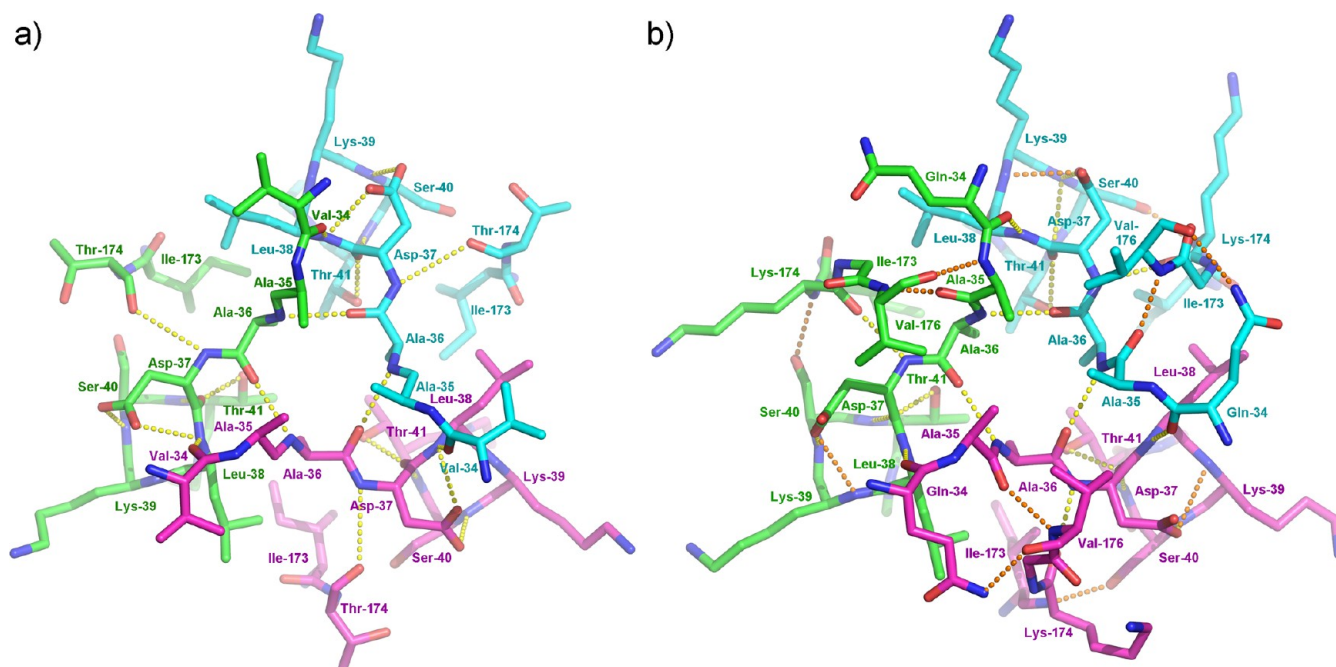 a)
Lys-39
Ser-40
Val-34
Thr-174
Thr-174
Leu-38
Asp-37
Ile-173
Thr-41
Ala-35
Ile-173
Ala-36
Ala-36
Asp-37
Ala-35
Leu-38
Ser-40
Thr-41
Ala-35
Thr-41
Val-34
Val-34
Leu-38
Ala-36
Lys-39
Lys-39
Asp-37
Ile-173
Ser-40
Thr-174
b)
Lys-39
Gln-34
Ser-40
Asp-37
Val-176
Leu-38
Lys-174
Ile-173
Thr-41
Lys-174
Ala-35
Ile-173
Val-176
Ala-36
Ala-36
Thr-41
Leu-38
Ser-40
Asp-37
Ala-35
Gln-34
Ala-35
Thr-41
Leu-38
Ala-36
Lys-39
Gln-34
Asp-37
Lys-39
Val-176
Ile-173
Ser-40
Lys-174